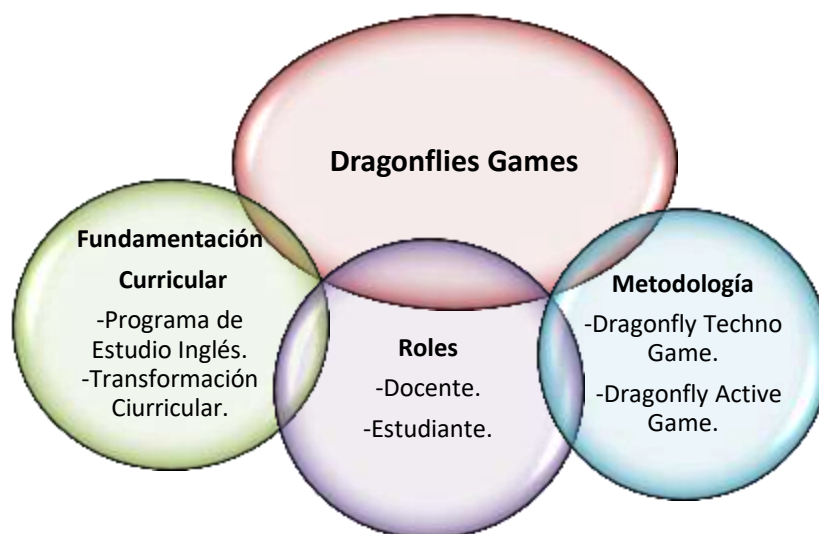 Dragonflies Games
Fundamentación
Curricular
-Programa de
Estudio Inglés.
-Transformación
Ciurricular.
Roles
-Docente.
-Estudiante.
Metodología
-Dragonfly Techno
Game.
-Dragonfly Active
Game.